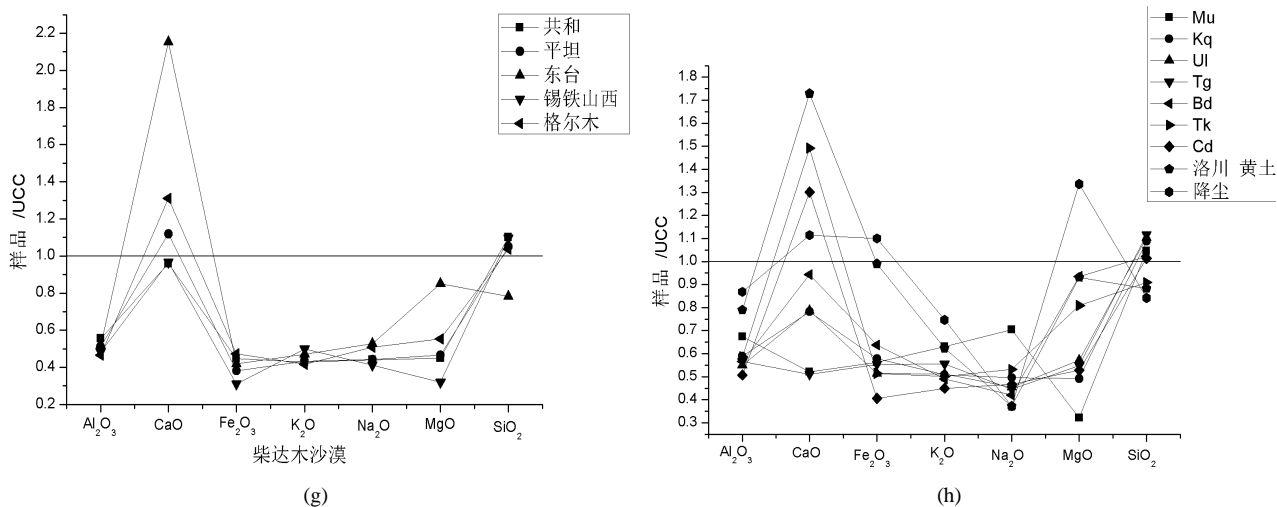 共和
平坦
东台
锡铁山西
格尔木
2.2
2.0
1.8
1.6
1.4
1.2
1.0
0.8
0.6
0.4
0.2
样品 /UCC
Al₂O₃ CaO Fe₂O₃ K₂O Na₂O MgO SiO₂
柴达木沙漠
(g)
Mu
Kq
Ul
Tg
Bd
Tk
Cd
洛川 黄土
降尘
1.8
1.7
1.6
1.5
1.4
1.3
1.2
1.1
1.0
0.9
0.8
0.7
0.6
0.5
0.4
0.3
样品 /UCC
Al₂O₃ CaO Fe₂O₃ K₂O Na₂O MgO SiO₂
(h)